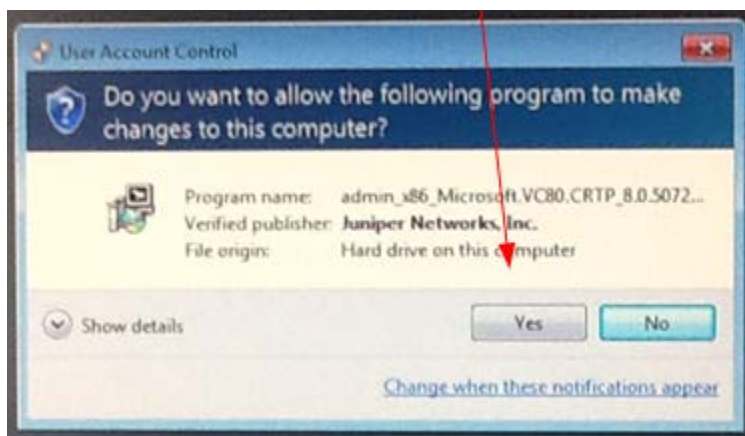 User Account Control
Do you want to allow the following program to make
changes to this computer?
Program name: admin_x86_Microsoft.VC80.CRTP_8.0.5072...
Verified publisher: Juniper Networks, Inc.
File origin: Hard drive on this computer
Show details
Yes
No
Change when these notifications appear